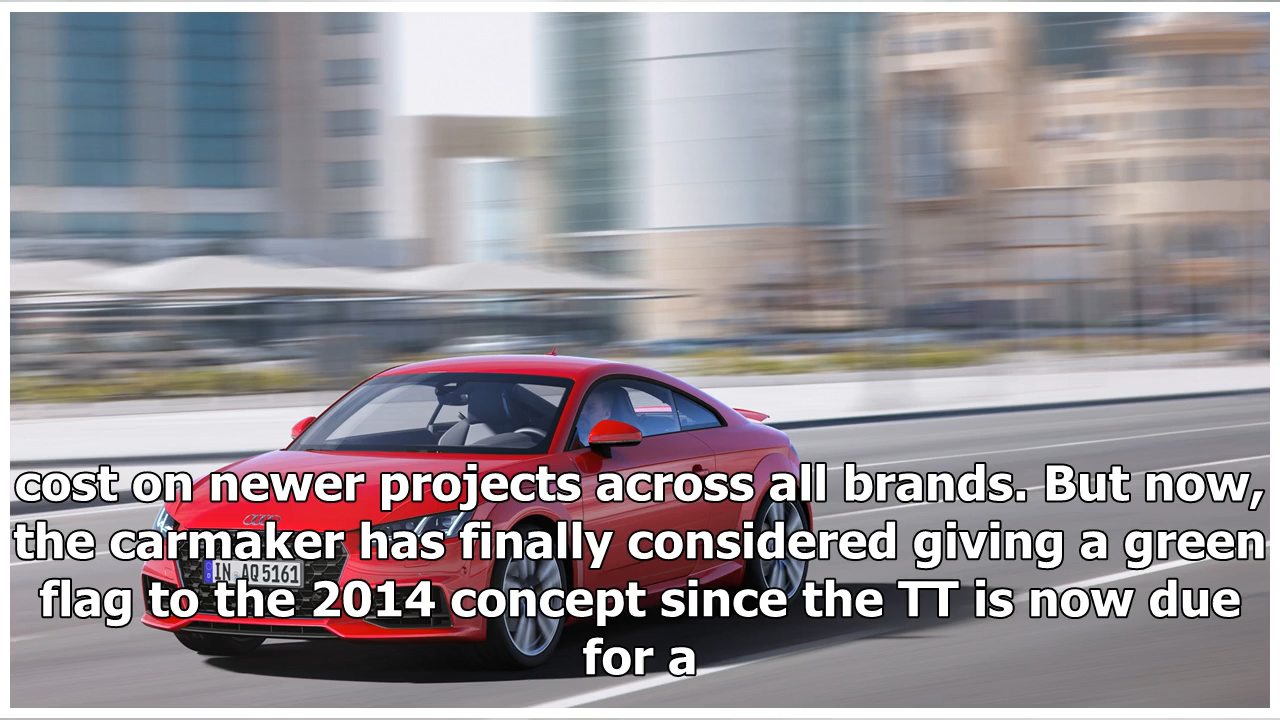 cost on newer projects across all brands. But now,
the carmaker has finally considered giving a green
IN AQ 5161
flag to the 2014 concept since the TT is now due
for a